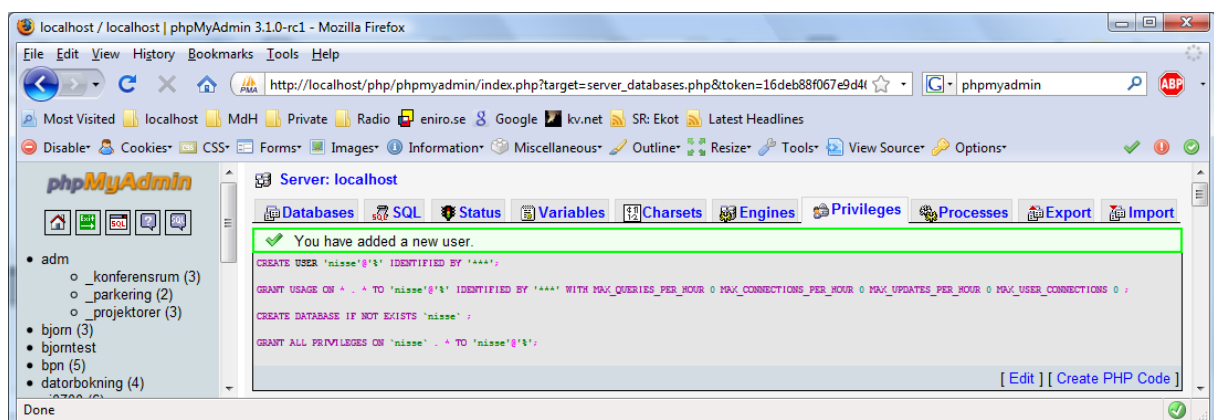 localhost / localhost | phpMyAdmin 3.1.0-rc1 - Mozilla Firefox
File Edit View History Bookmarks Tools Help
PMA http://localhost/php/phpmyadmin/index.php?target=server_databases.php&token=16deb88f067e9d4 G phpmyadmin ABP
Most Visited localhost MdH Private Radio eniro.se Google kv.net SR: Ekot Latest Headlines
Disable Cookies CSS Forms Images Information Miscellaneous Outline Resize Tools View Source Options
phpMyAdmin
Server: localhost
Databases SQL Status Variables Charsets Engines Privileges Processes Export Import
You have added a new user.
CREATE USER 'nisse'@'%' IDENTIFIED BY '***';
GRANT USAGE ON * . * TO 'nisse'@'%' IDENTIFIED BY '***' WITH MAX_QUERIES_PER_HOUR 0 MAX_CONNECTIONS_PER_HOUR 0 MAX_UPDATES_PER_HOUR 0 MAX_USER_CONNECTIONS 0 ;
CREATE DATABASE IF NOT EXISTS `nisse` ;
GRANT ALL PRIVILEGES ON `nisse` . * TO 'nisse'@'%';
[ Edit ] [ Create PHP Code ]
adm
_konferensrum (3)
_parkering (2)
_projektorer (3)
bjorn (3)
bjorntest
bpn (5)
datorbokning (4)
Done